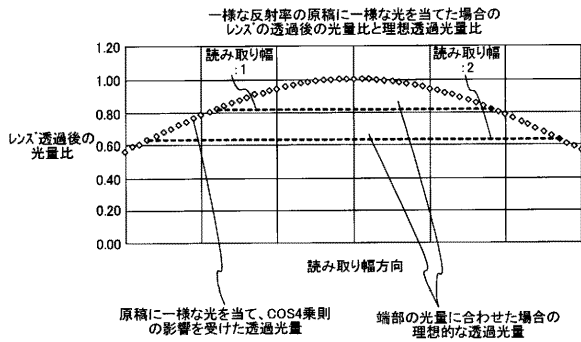 一様な反射率の原稿に一様な光を当てた場合の
レンズの透過後の光量比と理想透過光量比
読み取り幅
:1
読み取り幅
:2
1.20
1.00
0.80
0.60
0.40
0.20
0.00
レンズ透過後の
光量比
読み取り幅方向
原稿に一様な光を当て、COS4乗則
の影響を受けた透過光量
端部の光量に合わせた場合の
理想的な透過光量